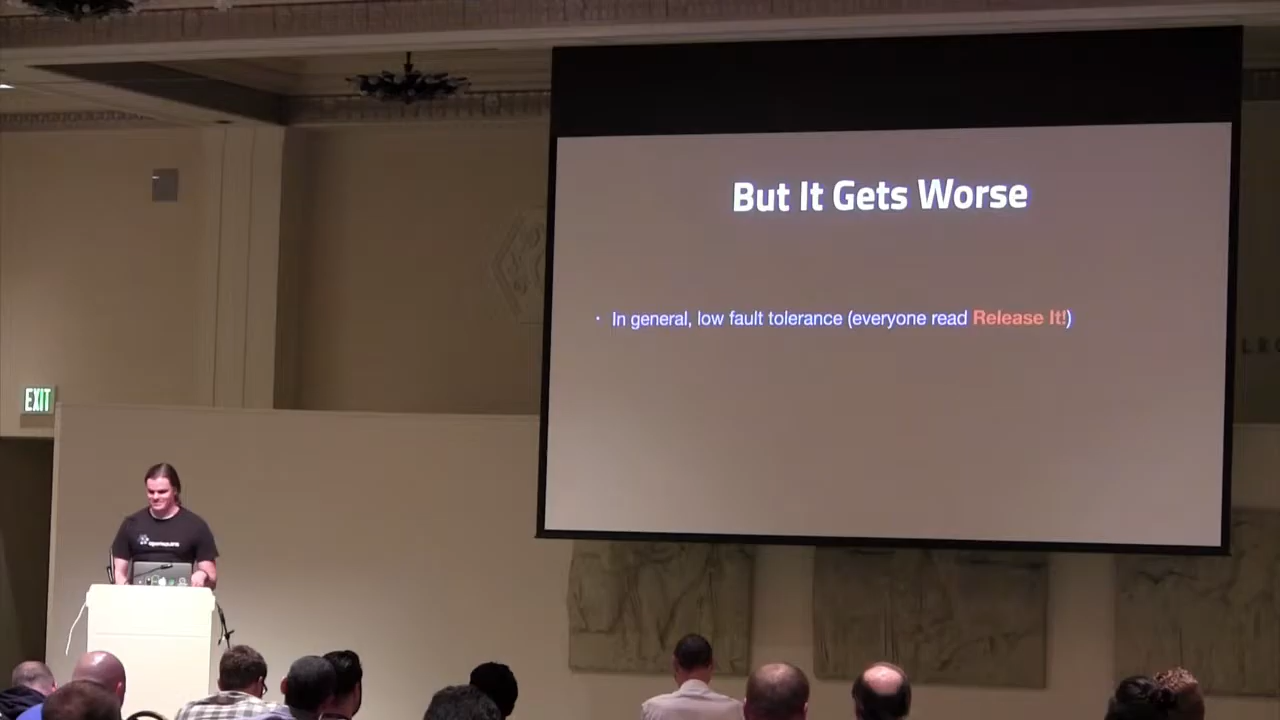 But It Gets Worse
· In general, low fault tolerance (everyone read Release It!)
EXIT